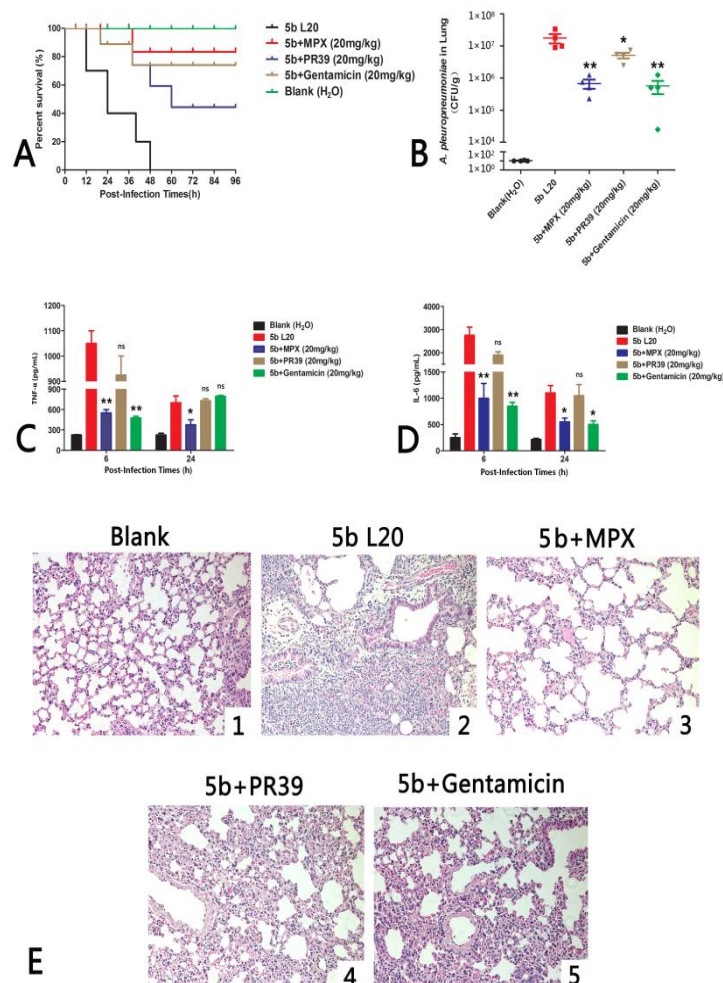 5b L20
5b+MPX (20mg/kg)
5b+PR39 (20mg/kg)
5b+Gentamicin (20mg/kg)
Blank (H₂O)
Percent survival (%)
100
80
60
40
20
0
0 6 12 24 36 48 60 72 84 96
Post-Infection Times(h)
A
A. pleuropneumoniae in Lung
(CFU/g)
1×10⁸
1×10⁷
1×10⁶
1×10⁵
1×10⁴
1×10²
1×10⁰
** * **
Blank(H₂O)
5b L20
5b+MPX (20mg/kg)
5b+PR39 (20mg/kg)
5b+Gentamicin (20mg/kg)
B
TNF-α (pg/mL)
1200
1100
1000
900
900
600
300
0
** ns ** * ns ns
6 24
Post-Infection Times (h)
Blank (H₂O)
5b L20
5b+MPX (20mg/kg)
5b+PR39 (20mg/kg)
5b+Gentamicin (20mg/kg)
C
IL-6 (pg/mL)
4000
3000
2000
1500
1000
500
0
** ns ** * ns *
6 24
Post-Infection Times (h)
Blank (H₂O)
5b L20
5b+MPX (20mg/kg)
5b+PR39 (20mg/kg)
5b+Gentamicin (20mg/kg)
D
Blank
5b L20
5b+MPX
1
2
3
5b+PR39
5b+Gentamicin
4
5
E